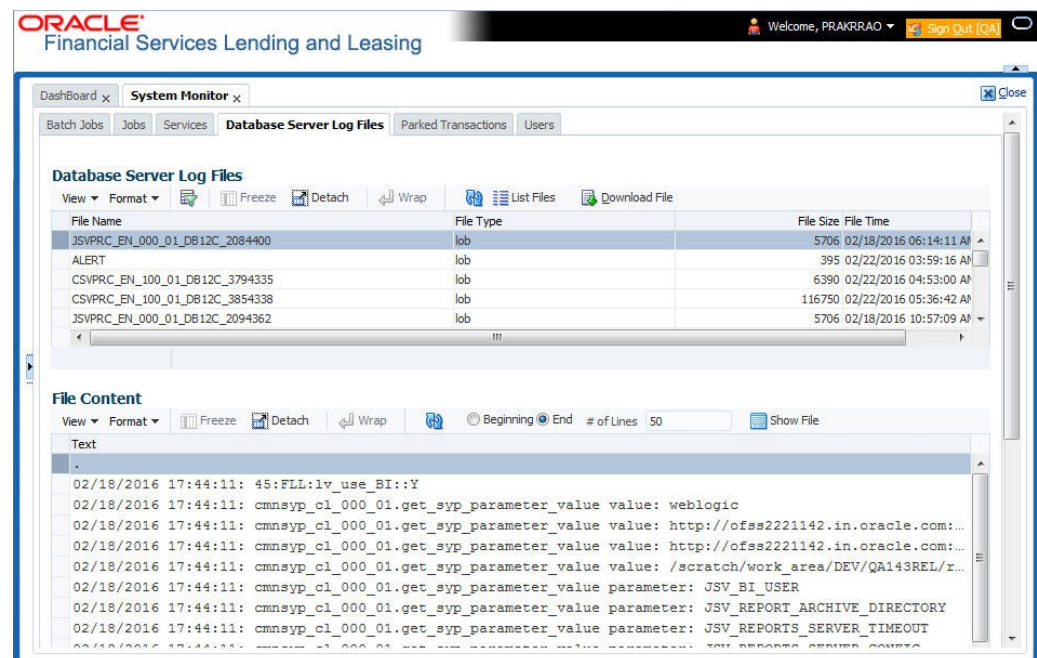 ORACLE®
Financial Services Lending and Leasing
Welcome, PRAKRRAO
Sign Out [QA]
DashBoard x
System Monitor x
Close
Batch Jobs
Jobs
Services
Database Server Log Files
Parked Transactions
Users
Database Server Log Files
View Format Freeze Detach Wrap List Files Download File
File Name File Type File Size File Time
JSVPRC_EN_000_01_DB12C_2084400 lob 5706 02/18/2016 06:14:11 AM
ALERT lob 395 02/22/2016 03:59:16 AM
CSVPRC_EN_100_01_DB12C_3794335 lob 6390 02/22/2016 04:53:00 AM
CSVPRC_EN_100_01_DB12C_3854338 lob 116750 02/22/2016 05:36:42 AM
JSVPRC_EN_000_01_DB12C_2094362 lob 5706 02/18/2016 10:57:09 AM
File Content
View Format Freeze Detach Wrap Beginning End # of Lines 50 Show File
Text
.
02/18/2016 17:44:11: 45:FLL:lv_use_BI::Y
02/18/2016 17:44:11: cmnsyp_cl_000_01.get_syp_parameter_value value: weblogic
02/18/2016 17:44:11: cmnsyp_cl_000_01.get_syp_parameter_value value: http://ofss2221142.in.oracle.com:...
02/18/2016 17:44:11: cmnsyp_cl_000_01.get_syp_parameter_value value: http://ofss2221142.in.oracle.com:...
02/18/2016 17:44:11: cmnsyp_cl_000_01.get_syp_parameter_value value: /scratch/work_area/DEV/QA143REL/r...
02/18/2016 17:44:11: cmnsyp_cl_000_01.get_syp_parameter_value parameter: JSV_BI_USER
02/18/2016 17:44:11: cmnsyp_cl_000_01.get_syp_parameter_value parameter: JSV_REPORT_ARCHIVE_DIRECTORY
02/18/2016 17:44:11: cmnsyp_cl_000_01.get_syp_parameter_value parameter: JSV_REPORTS_SERVER_TIMEOUT